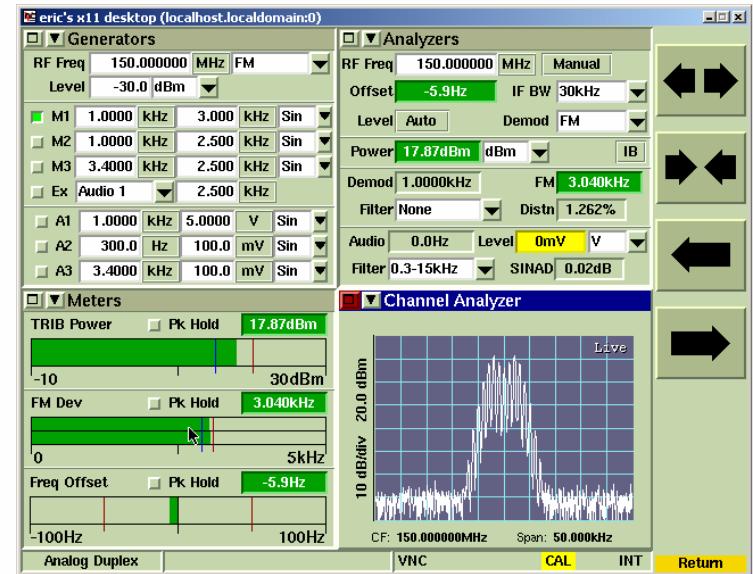 eric's x11 desktop (localhost.localdomain:0)
Generators
RF Freq 150.000000 MHz FM
Level -30.0 dBm
M1 1.0000 kHz 3.000 kHz Sin
M2 1.0000 kHz 2.500 kHz Sin
M3 3.4000 kHz 2.500 kHz Sin
Ex Audio 1 2.500 kHz
A1 1.0000 kHz 5.0000 V Sin
A2 300.0 Hz 100.0 mV Sin
A3 3.4000 kHz 100.0 mV Sin
Analyzers
RF Freq 150.000000 MHz Manual
Offset -5.9Hz IF BW 30kHz
Level Auto Demod FM
Power 17.87dBm dBm IB
Demod 1.0000kHz FM 3.040kHz
Filter None Distn 1.262%
Audio 0.0Hz Level 0mV V
Filter 0.3-15kHz SINAD 0.02dB
Meters
TRIB Power Pk Hold 17.87dBm
-10 30dBm
FM Dev Pk Hold 3.040kHz
0 5kHz
Freq Offset Pk Hold -5.9Hz
-100Hz 100Hz
Channel Analyzer
Live
10 dB/div 20.0 dBm
CF: 150.000000MHz Span: 50.000kHz
Analog Duplex VNC CAL INT Return